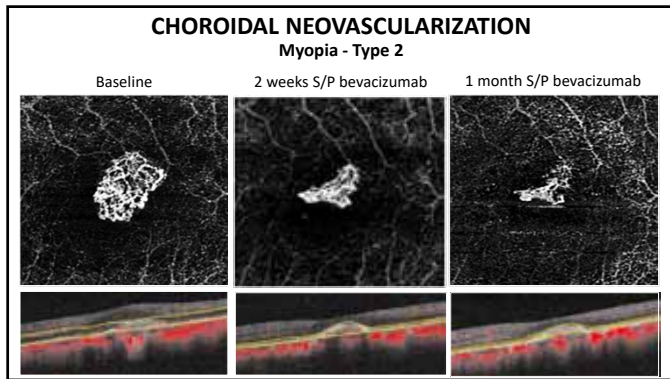 CHOROIDAL NEOVASCULARIZATION
Myopia - Type 2
Baseline
2 weeks S/P bevacizumab
1 month S/P bevacizumab